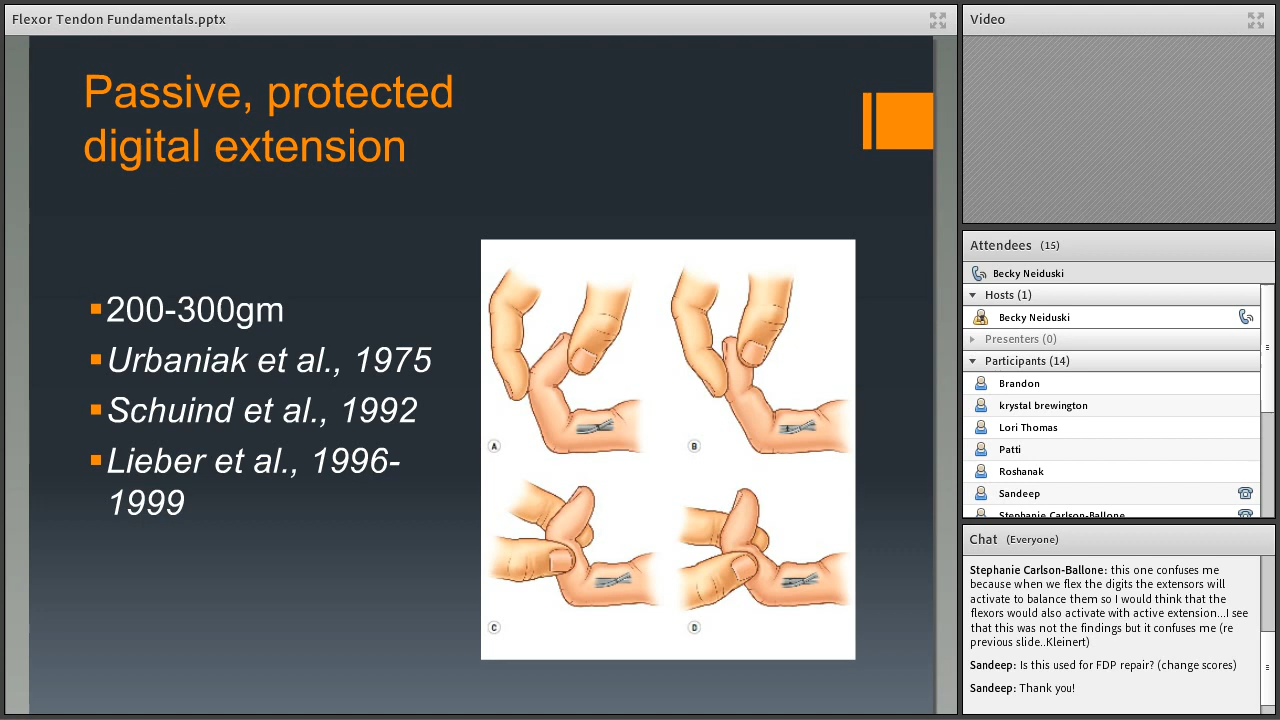 Flexor Tendon Fundamentals.pptx
Passive, protected
digital extension
200-300gm
Urbaniak et al., 1975
Schuind et al., 1992
Lieber et al., 1996-
1999
A
B
C
D
Video
Attendees (15)
Becky Neiduski
Hosts (1)
Becky Neiduski
Presenters (0)
Participants (14)
Brandon
krystal brewington
Lori Thomas
Patti
Roshanak
Sandeep
Stephanie Carlson-Ballone
Chat (Everyone)
Stephanie Carlson-Ballone: this one confuses me
because when we flex the digits the extensors will
activate to balance them so I would think that the
flexors would also activate with active extension...I see
that this was not the findings but it confuses me (re
previous slide..Kleinert)
Sandeep: Is this used for FDP repair? (change scores)
Sandeep: Thank you!